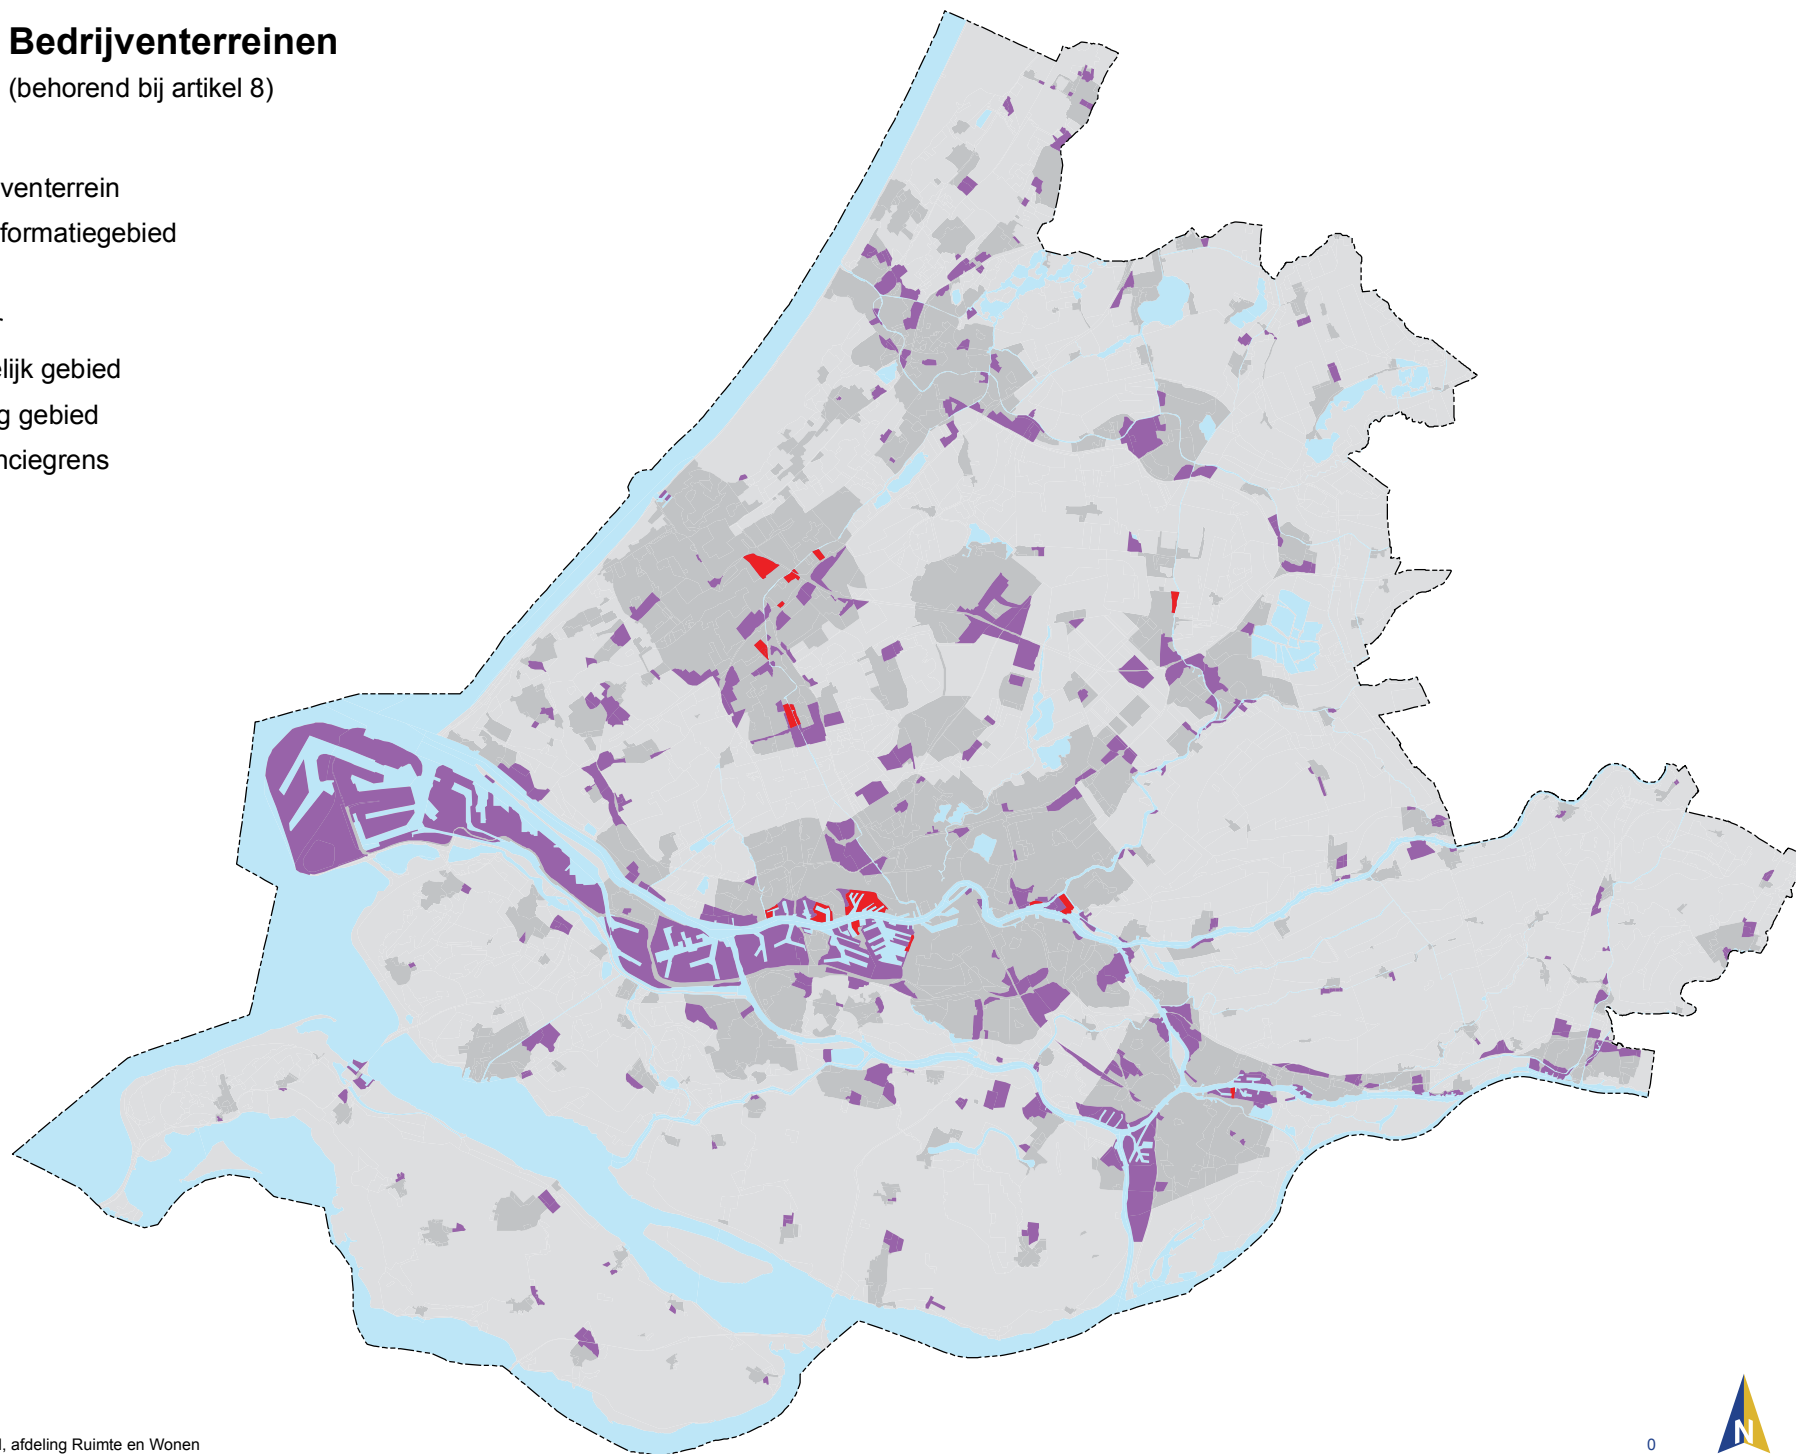 Bedrijventerreinen
(behorend bij artikel 8)
venterrein
formatiegebied
elijk gebied
g gebied
nciegrens
l, afdeling Ruimte en Wonen
0
N